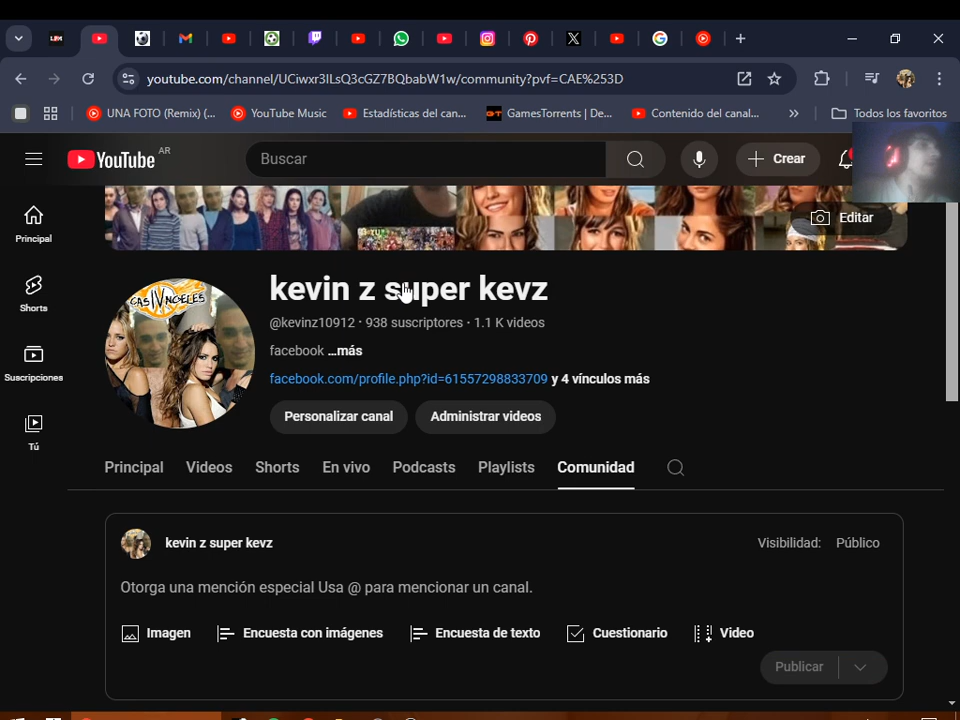 youtube.com/channel/UCiwxr3ILsQ3cGZ7BQbabW1w/community?pvf=CAE%253D
UNA FOTO (Remix) (...
YouTube Music
Estadísticas del can...
GamesTorrents | De...
Contenido del canal...
»
Todos los favoritos
YouTube AR
Buscar
Crear
Editar
Principal
Shorts
Suscripciones
Tú
CASI ANGELES
kevin z super kevz
@kevinz10912 · 938 suscriptores · 1.1 K videos
facebook ...más
facebook.com/profile.php?id=61557298833709 y 4 vínculos más
Personalizar canal
Administrar videos
Principal Videos Shorts En vivo Podcasts Playlists Comunidad
kevin z super kevz
Visibilidad: Público
Otorga una mención especial Usa @ para mencionar un canal.
Imagen Encuesta con imágenes Encuesta de texto Cuestionario Video
Publicar